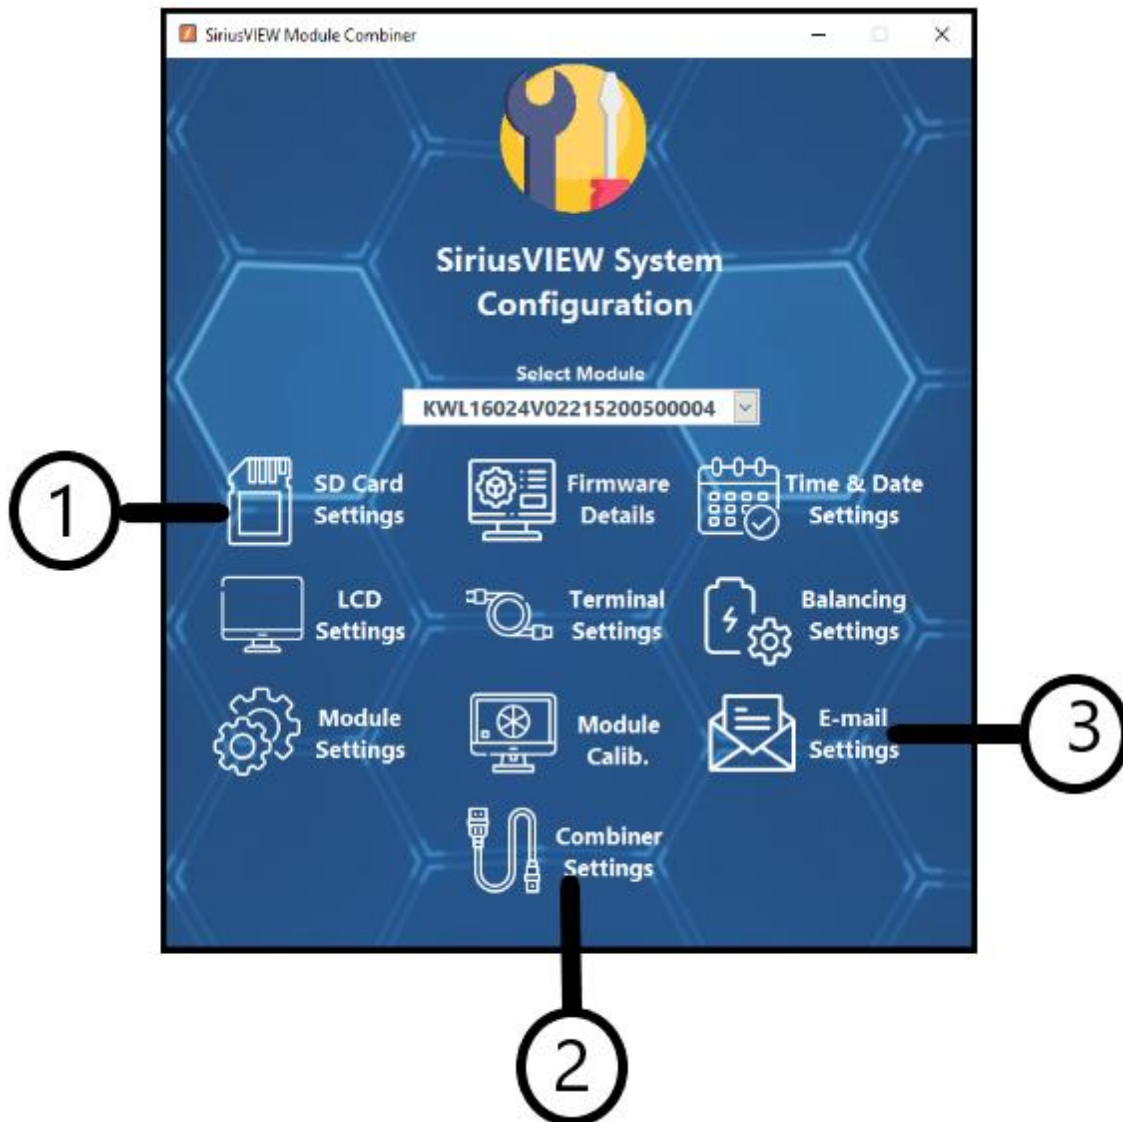 SiriusVIEW Module Combiner
SiriusVIEW System
Configuration
Select Module
KWL16024V02215200500004
1
SD Card
Settings
Firmware
Details
Time & Date
Settings
LCD
Settings
Terminal
Settings
Balancing
Settings
Module
Settings
Module
Calib.
E-mail
Settings
3
Combiner
Settings
2